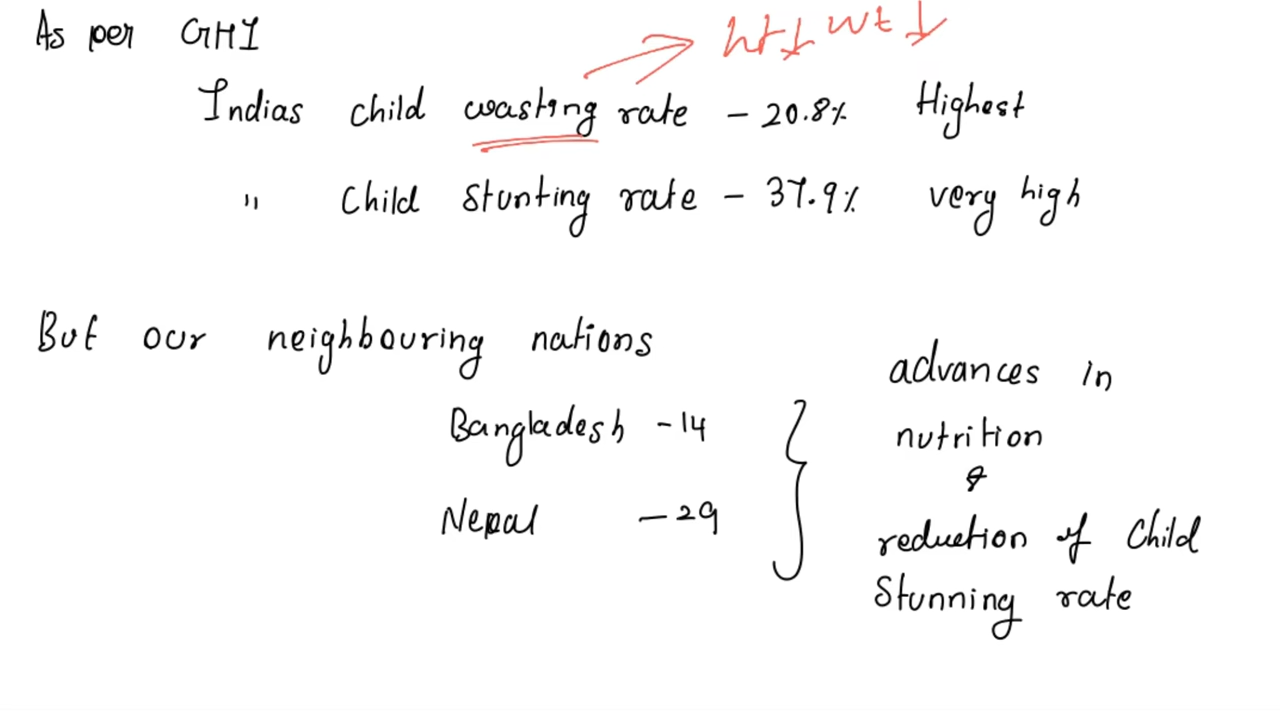 As per GHI
ht↓ wt↓
Indias child wasting rate - 20.8% Highest
" Child Stunting rate - 37.9% very high
But our neighbouring nations
advances in
Bangladesh - 14
nutrition
&
Nepal - 29
reduction of Child
Stunning rate